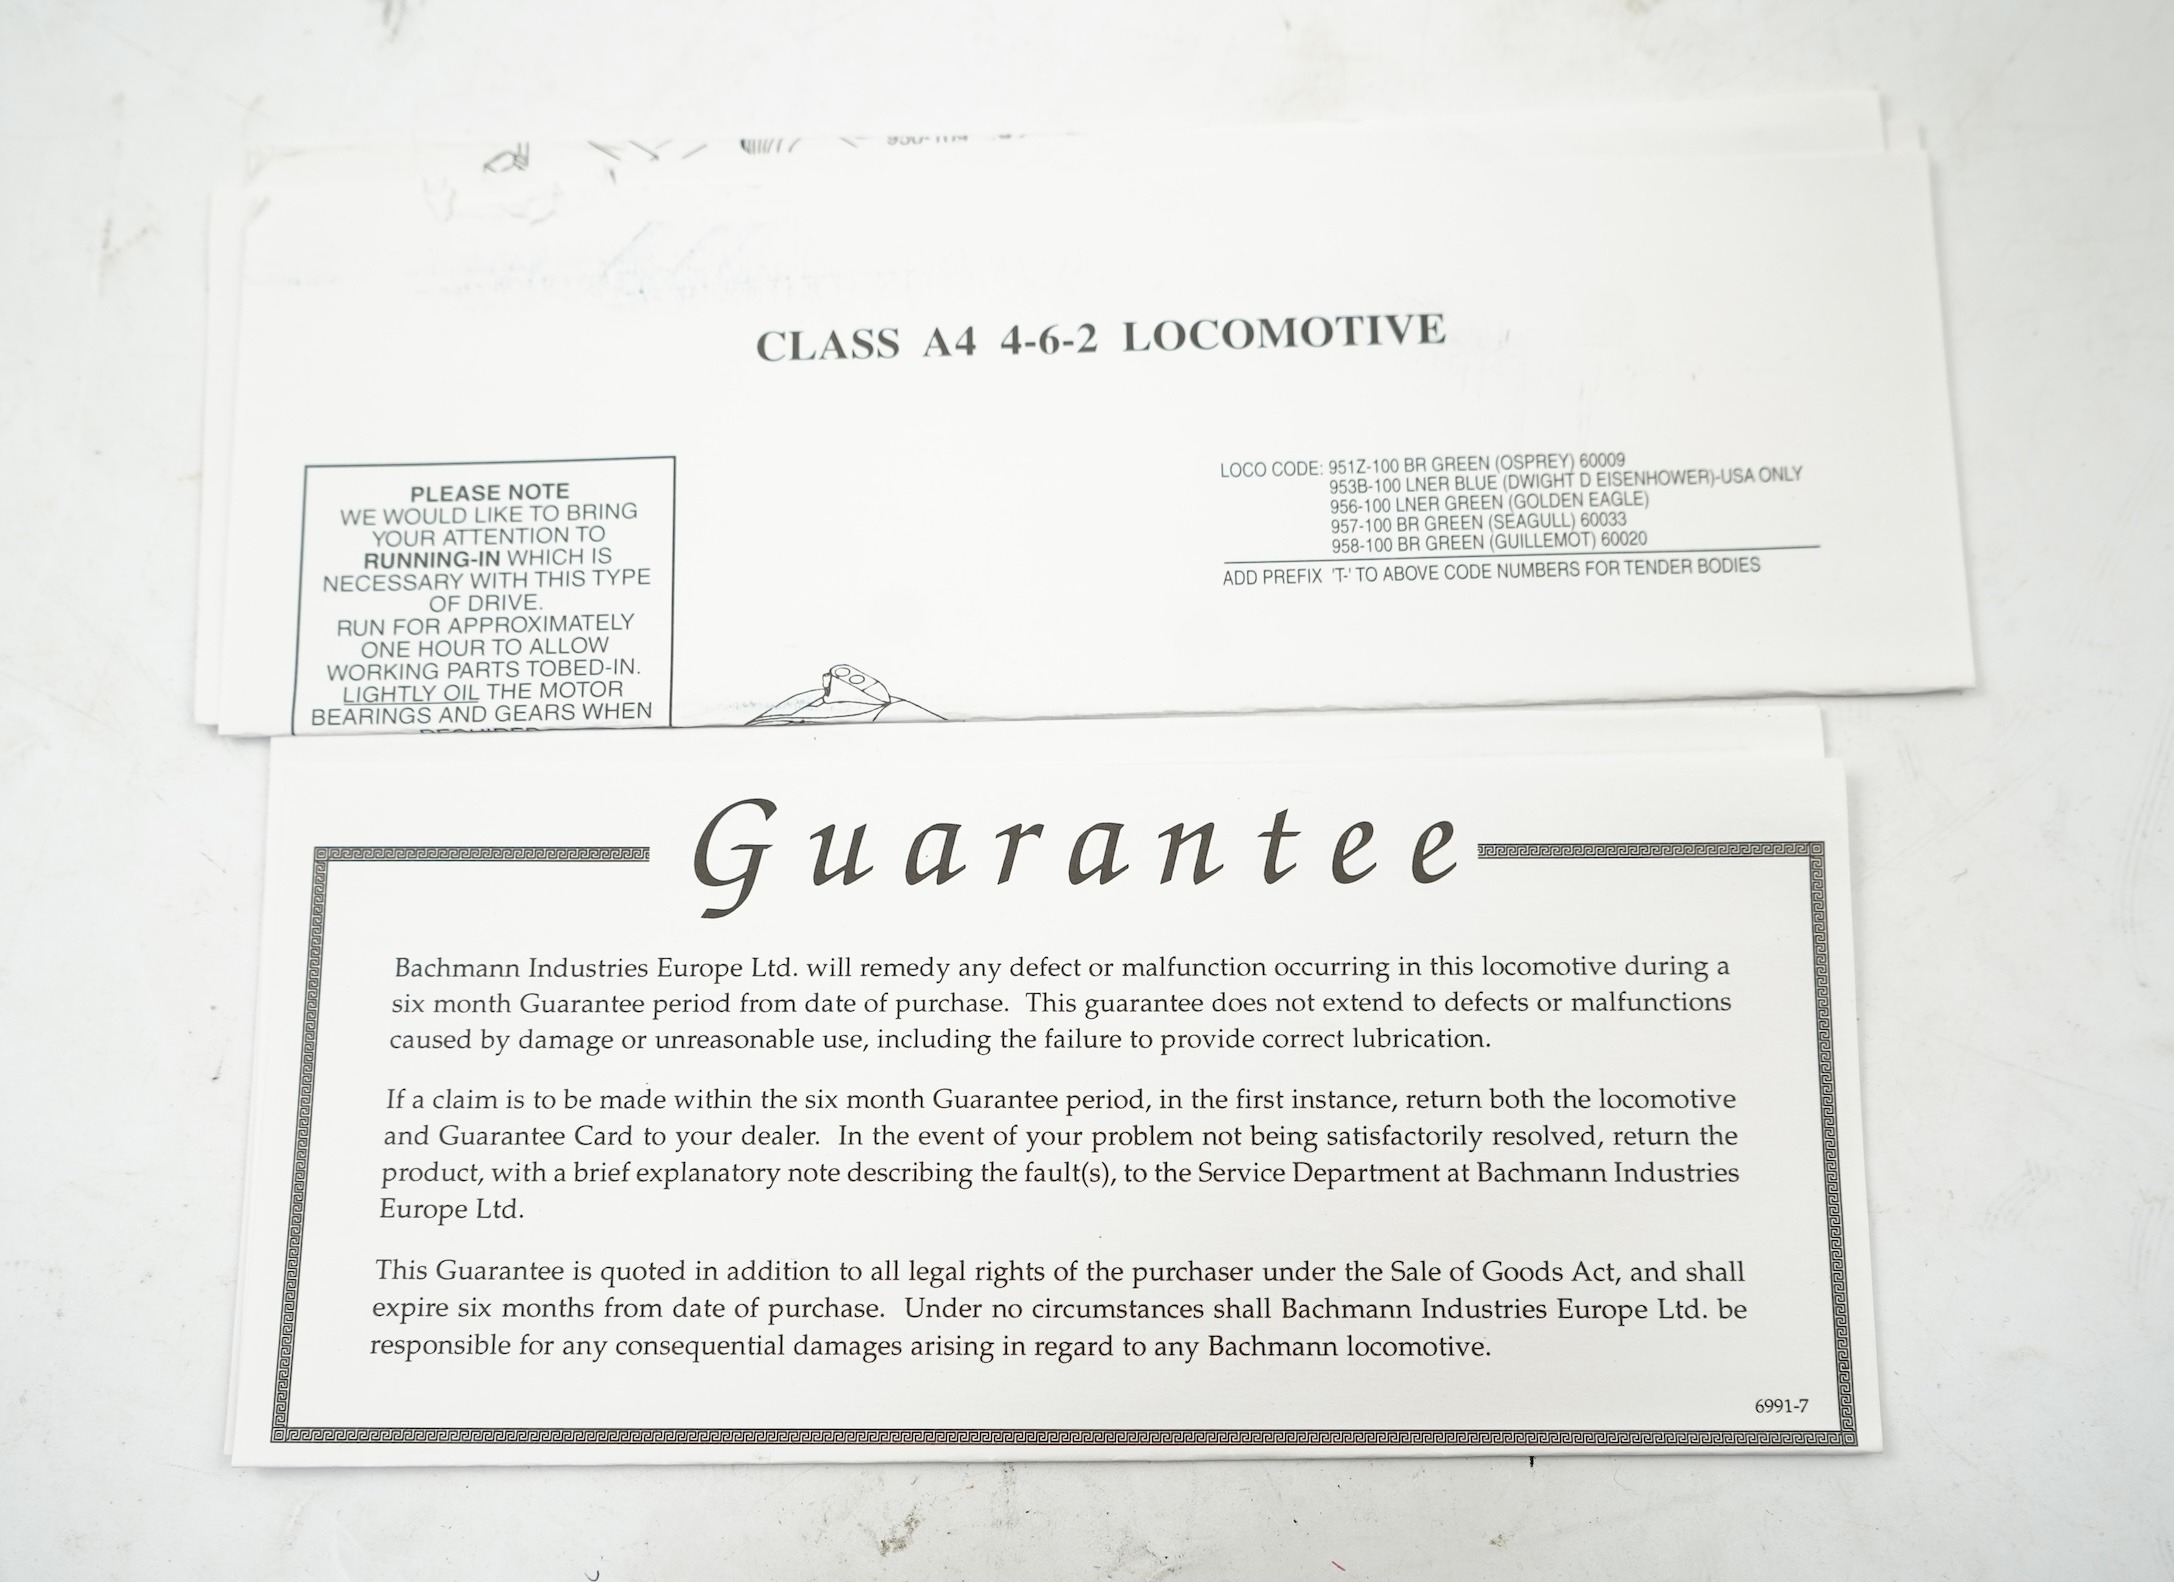 CLASS A4 4-6-2 LOCOMOTIVE
PLEASE NOTE
WE WOULD LIKE TO BRING
YOUR ATTENTION TO
RUNNING-IN WHICH IS
NECESSARY WITH THIS TYPE
OF DRIVE.
RUN FOR APPROXIMATELY
ONE HOUR TO ALLOW
WORKING PARTS TOBED-IN.
LIGHTLY OIL THE MOTOR
BEARINGS AND GEARS WHEN
LOCO CODE: 951Z-100 BR GREEN (OSPREY) 60009
953B-100 LNER BLUE (DWIGHT D EISENHOWER)-USA ONLY
956-100 LNER GREEN (GOLDEN EAGLE)
957-100 BR GREEN (SEAGULL) 60033
958-100 BR GREEN (GUILLEMOT) 60020
ADD PREFIX 'T-' TO ABOVE CODE NUMBERS FOR TENDER BODIES
Guarantee
Bachmann Industries Europe Ltd. will remedy any defect or malfunction occurring in this locomotive during a
six month Guarantee period from date of purchase. This guarantee does not extend to defects or malfunctions
caused by damage or unreasonable use, including the failure to provide correct lubrication.
If a claim is to be made within the six month Guarantee period, in the first instance, return both the locomotive
and Guarantee Card to your dealer. In the event of your problem not being satisfactorily resolved, return the
product, with a brief explanatory note describing the fault(s), to the Service Department at Bachmann Industries
Europe Ltd.
This Guarantee is quoted in addition to all legal rights of the purchaser under the Sale of Goods Act, and shall
expire six months from date of purchase. Under no circumstances shall Bachmann Industries Europe Ltd. be
responsible for any consequential damages arising in regard to any Bachmann locomotive.
6991-7